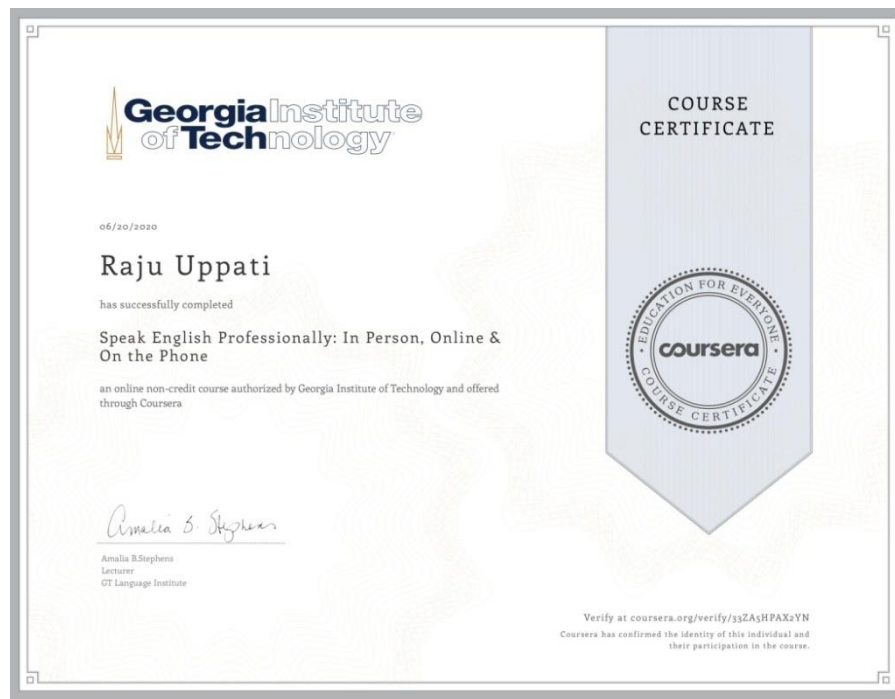 Georgia Institute
of Technology
COURSE
CERTIFICATE
06/20/2020
Raju Uppati
has successfully completed
Speak English Professionally: In Person, Online &
On the Phone
an online non-credit course authorized by Georgia Institute of Technology and offered
through Coursera
EDUCATION FOR EVERYONE
coursera
COURSE CERTIFICATE
Amalia B. Stephens
Amalia B.Stephens
Lecturer
GT Language Institute
Verify at coursera.org/verify/33ZA5HPAX2YN
Coursera has confirmed the identity of this individual and
their participation in the course.